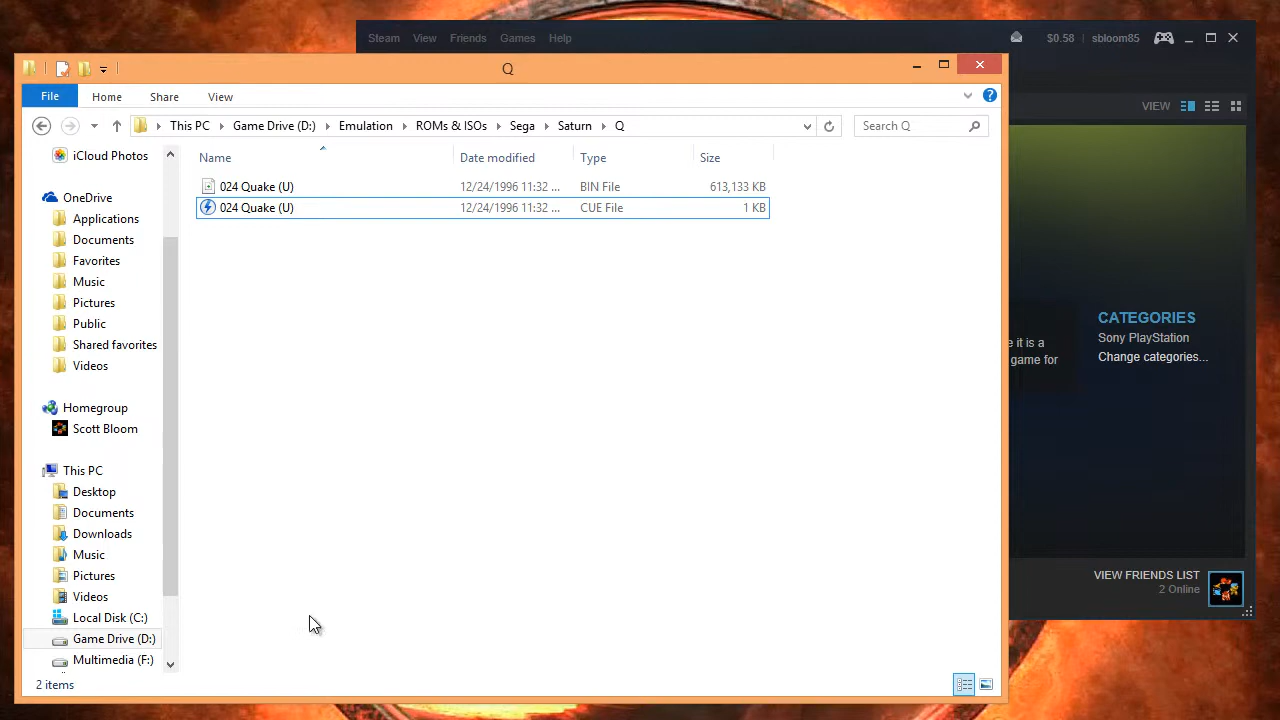 Steam View Friends Games Help $0.58 sbloom85
Q
File Home Share View
This PC Game Drive (D:) Emulation ROMs & ISOs Sega Saturn Q Search Q
VIEW
Name Date modified Type Size
024 Quake (U) 12/24/1996 11:32 ... BIN File 613,133 KB
024 Quake (U) 12/24/1996 11:32 ... CUE File 1 KB
iCloud Photos
OneDrive
Applications
Documents
Favorites
Music
Pictures
Public
Shared favorites
Videos
Homegroup
Scott Bloom
This PC
Desktop
Documents
Downloads
Music
Pictures
Videos
Local Disk (C:)
Game Drive (D:)
Multimedia (F:)
2 items
CATEGORIES
Sony PlayStation
Change categories...
e it is a
game for
VIEW FRIENDS LIST
2 Online